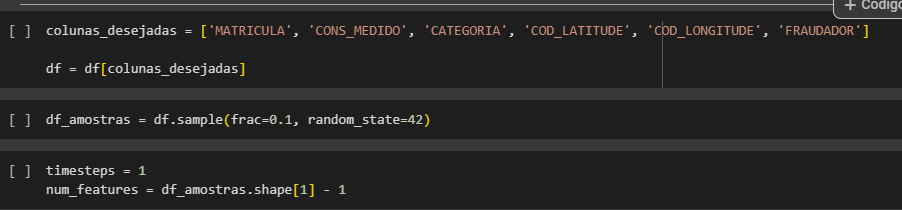 + Código
[ ] colunas_desejadas = ['MATRICULA', 'CONS_MEDIDO', 'CATEGORIA', 'COD_LATITUDE', 'COD_LONGITUDE', 'FRAUDADOR']
df = df[colunas_desejadas]
[ ] df_amostras = df.sample(frac=0.1, random_state=42)
[ ] timesteps = 1
num_features = df_amostras.shape[1] - 1